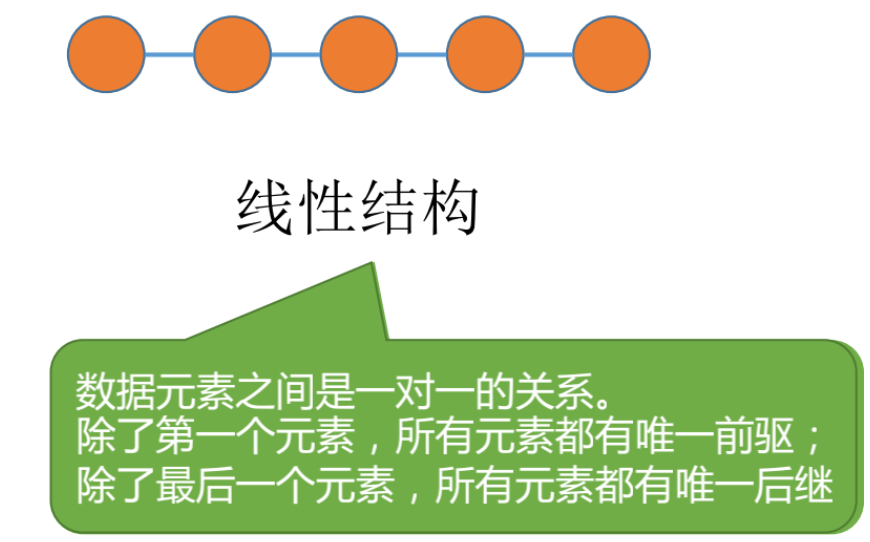 线性结构
数据元素之间是一对一的关系。
除了第一个元素，所有元素都有唯一前驱；
除了最后一个元素，所有元素都有唯一后继